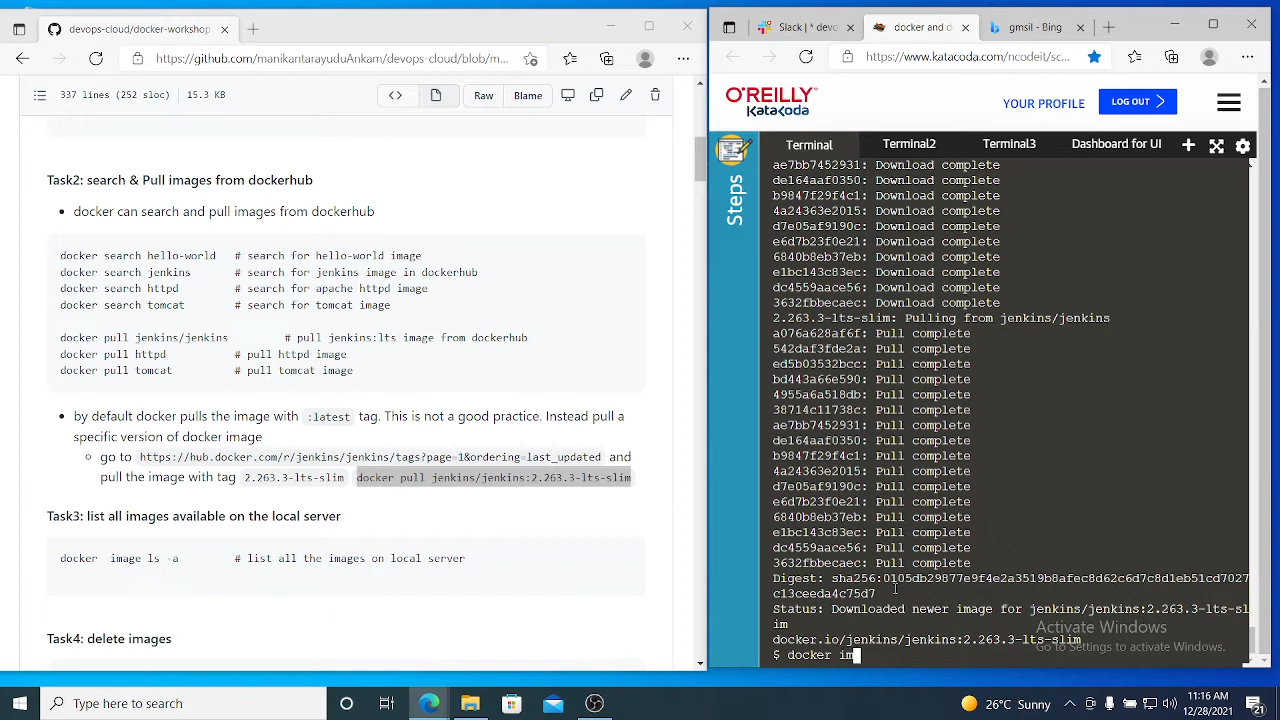 devops-cloud/docker-workshop
https://github.com/manikantarayuduAnkam/devops-cloud/blob/m...
337 lines (252 sloc)
15.3 KB
Raw
Blame
Task2: search & Pull images from dockerhub
docker can search and pull images from dockerhub
docker search hello-world # search for hello-world image
docker search jenkins # search for jenkins image in dockerhub
docker search httpd # search for apache httpd image
docker search tomcat # search for tomcat image
docker pull jenkins/jenkins # pull jenkins:lts image from dockerhub
docker pull httpd # pull httpd image
docker pull tomcat # pull tomcat image
by default docker pulls the image with :latest tag. This is not a good practice. Instead pull a
specific version of docker image
go to https://hub.docker.com/r/jenkins/jenkins/tags?page=1&ordering=last_updated and
pull the image with tag 2.263.3-lts-slim docker pull jenkins/jenkins:2.263.3-lts-slim
Task3: list all images available on the local server
docker image ls -a # list all the images on local server
Task4: delete images
Slack | * devo
docker and d
gmsil - Bing
https://www.katacoda.com/ncodeit/sc...
O'REILLY
Katakoda
YOUR PROFILE
LOG OUT
Steps
Terminal
Terminal2
Terminal3
Dashboard for UI
ae7bb7452931: Download complete
de164aaf0350: Download complete
b9847f20d4c1: Download complete
4a24363e2015: Download complete
d7e05af9190c: Download complete
e6d7b23f0e21: Download complete
6840b8eb37eb: Download complete
e1bc143c83ec: Download complete
dc4559aace56: Download complete
3632fbbecaec: Download complete
2.263.3-lts-slim: Pulling from jenkins/jenkins
a076a628af6f: Pull complete
542daf3fde2a: Pull complete
ed5b03532bcc: Pull complete
bd443a66e590: Pull complete
4955a6a518db: Pull complete
38714c11738c: Pull complete
ae7bb7452931: Pull complete
de164aaf0350: Pull complete
b9847f20d4c1: Pull complete
4a24363e2015: Pull complete
d7e05af9190c: Pull complete
e6d7b23f0e21: Pull complete
6840b8eb37eb: Pull complete
e1bc143c83ec: Pull complete
dc4559aace56: Pull complete
3632fbbecaec: Pull complete
Digest: sha256:0105db29877e9f4e2a3519b8afec8d62c6d7c8d1eb51cd7027
c13ceeda4c75d7
Status: Downloaded newer image for jenkins/jenkins:2.263.3-lts-sl
im
docker.io/jenkins/jenkins:2.263.3-lts-slim
$ docker im
Activate Windows
Go to Settings to activate Windows.
Type here to search
26°C Sunny
11:16 AM
12/28/2021
21